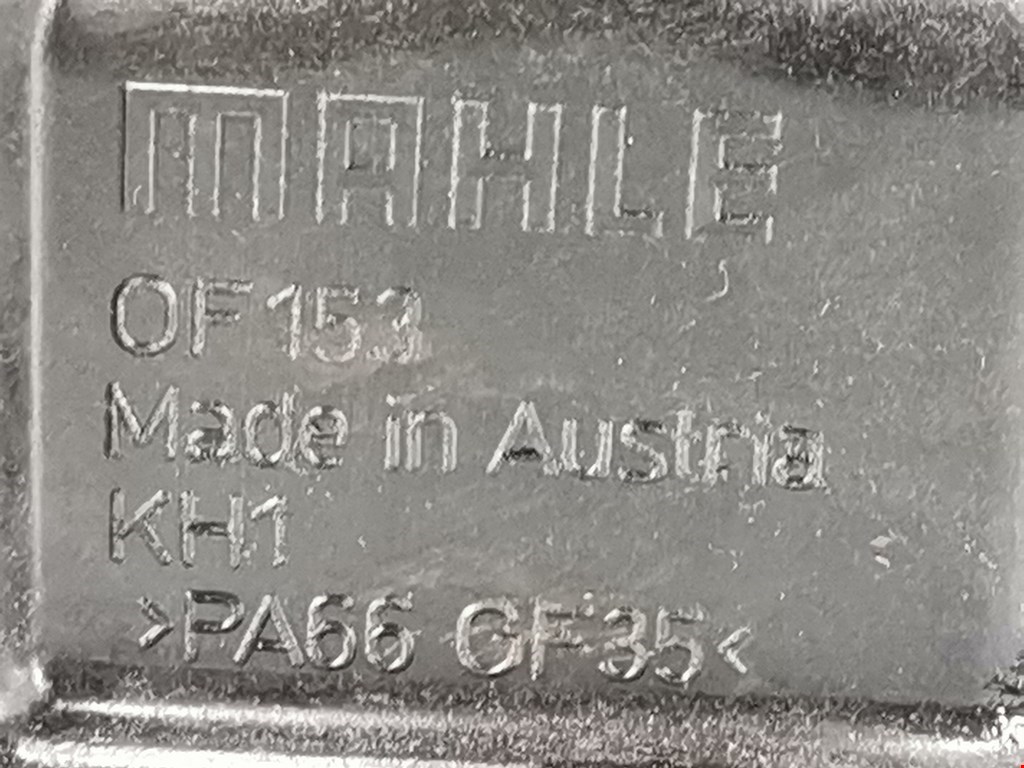 MAHLE
OF 153
Made in Austria
KH1
>PA66 GF35<